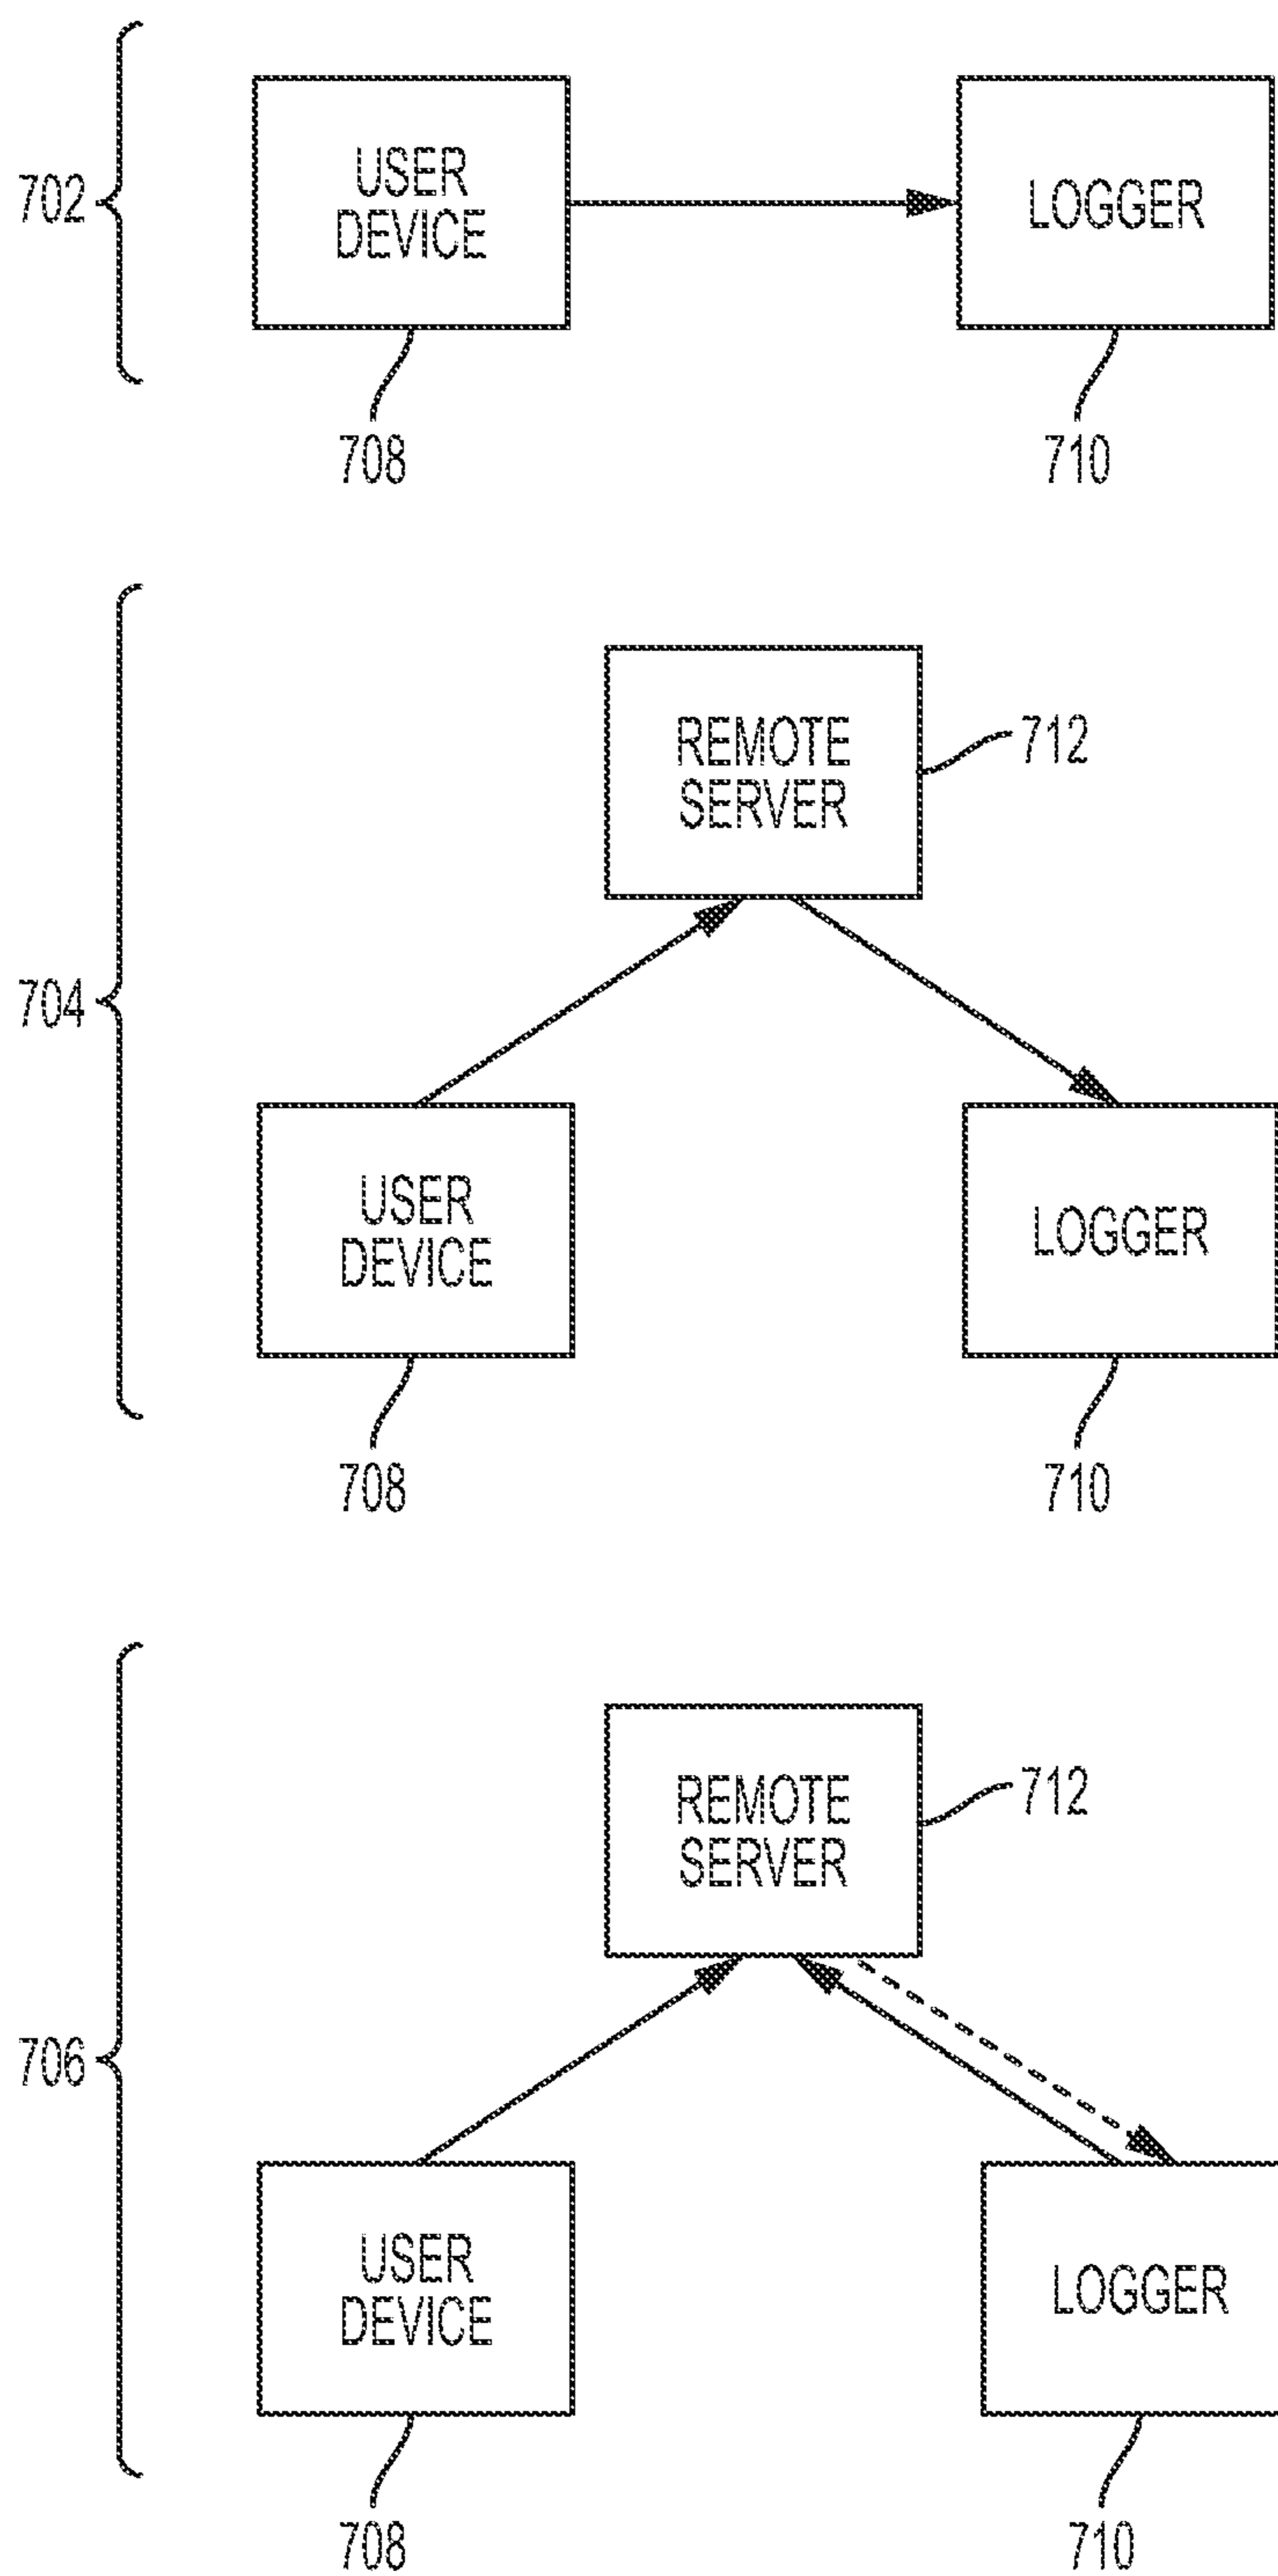 702
USER
DEVICE
LOGGER
708
710
704
REMOTE
SERVER
712
USER
DEVICE
LOGGER
708
710
706
REMOTE
SERVER
712
USER
DEVICE
LOGGER
708
710